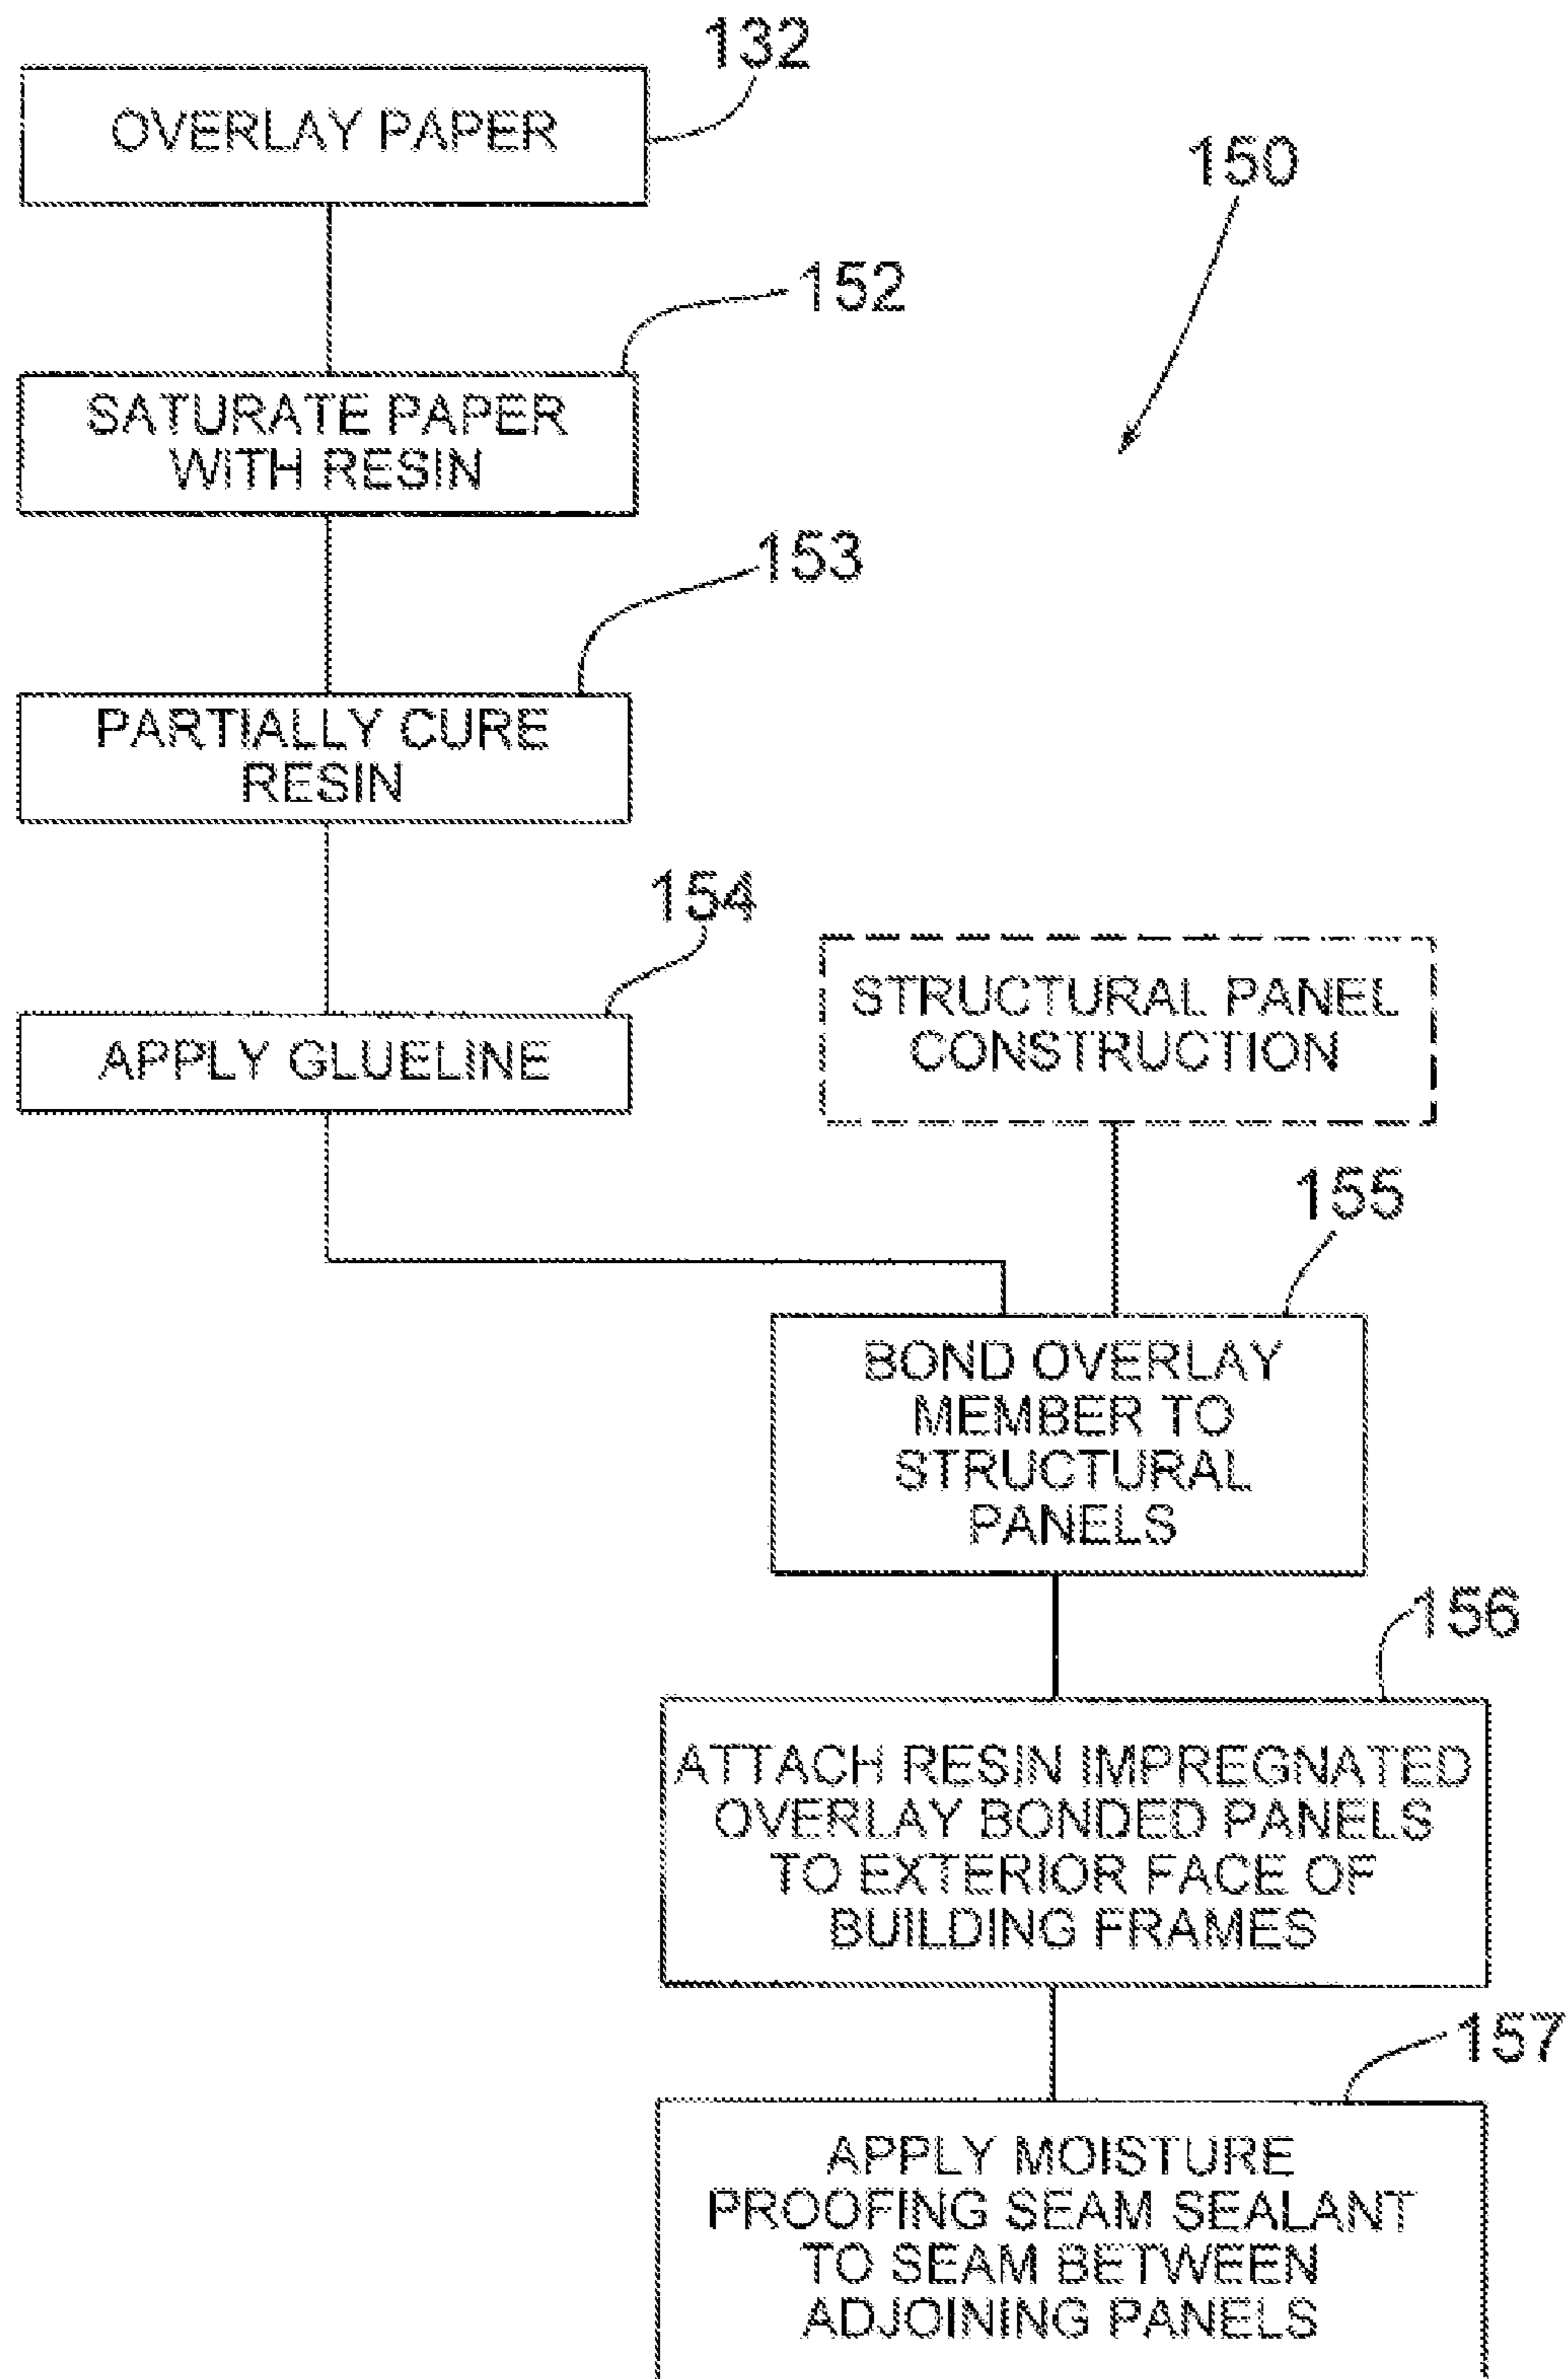 132
OVERLAY PAPER
150
152
SATURATE PAPER
WITH RESIN
153
PARTIALLY CURE
RESIN
154
APPLY GLUELINE
STRUCTURAL PANEL
CONSTRUCTION
155
BOND OVERLAY
MEMBER TO
STRUCTURAL
PANELS
156
ATTACH RESIN IMPREGNATED
OVERLAY BONDED PANELS
TO EXTERIOR FACE OF
BUILDING FRAMES
157
APPLY MOISTURE
PROOFING SEAM SEALANT
TO SEAM BETWEEN
ADJOINING PANELS